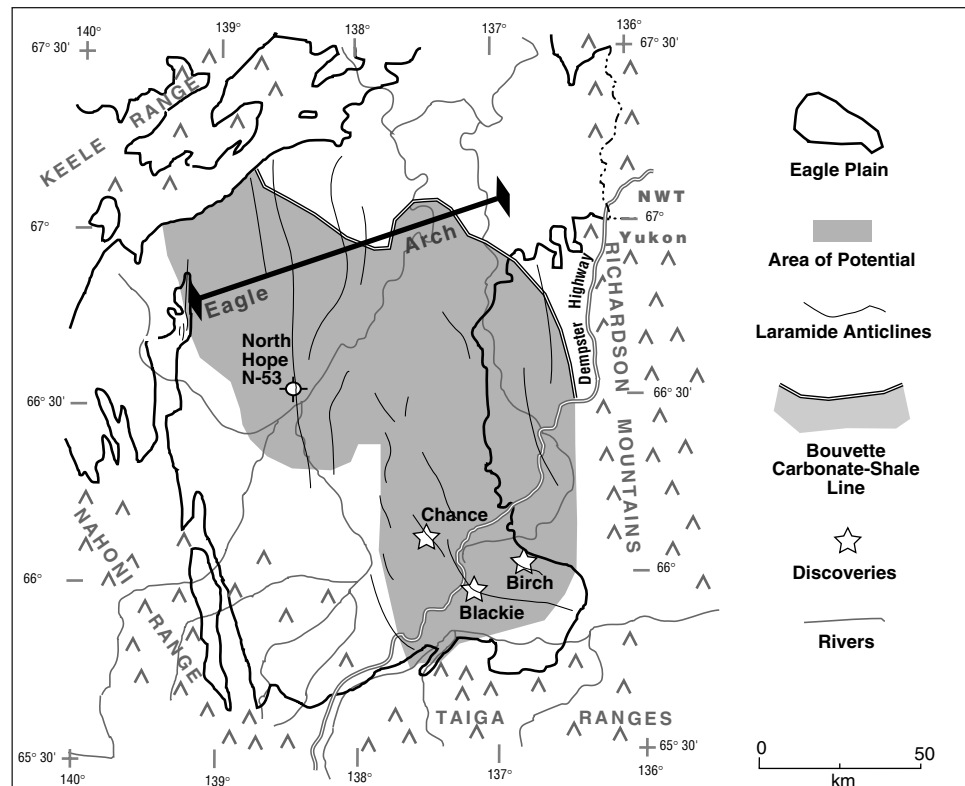 140°
139°
138°
137°
136°
67° 30'
67° 30'
KEELE RANGE
Eagle Plain
NWT
67°
67°
Yukon
Area of Potential
Eagle Arch
Dempster Highway
RICHARDSON MOUNTAINS
Laramide Anticlines
North
Hope
N-53
66° 30'
66° 30'
Bouvette
Carbonate-Shale
Line
NAHONI RANGE
Chance
66°
66°
Birch
Blackie
Discoveries
Rivers
TAIGA RANGES
65° 30'
65° 30'
140°
139°
138°
137°
136°
0
50
km